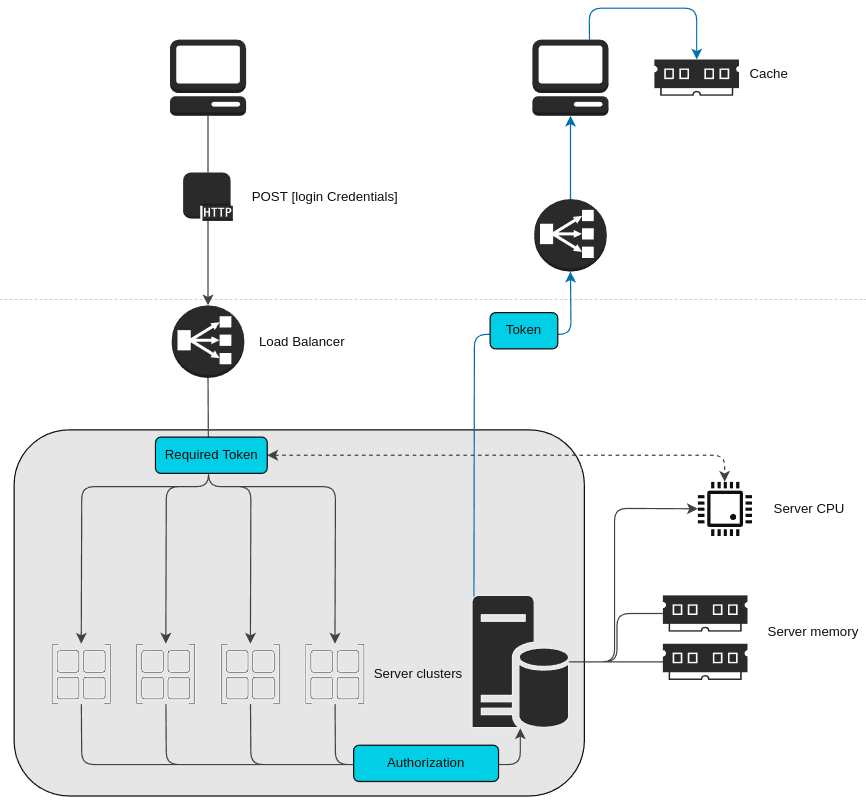 Cache
POST [login Credentials]
HTTP
Token
Load Balancer
Required Token
Server CPU
Server memory
Server clusters
Authorization